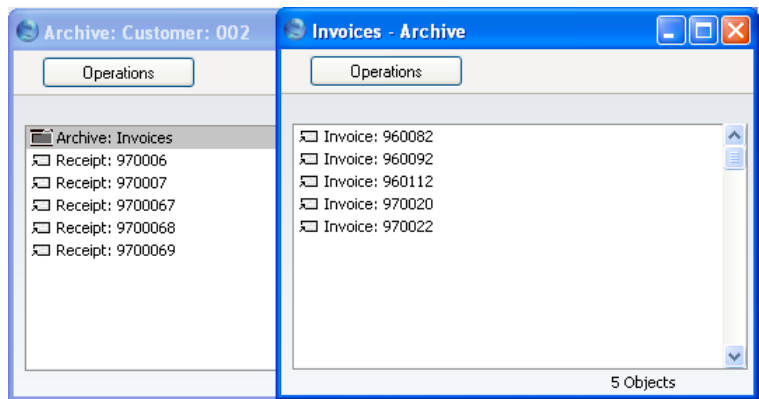 Archive: Customer: 002
Operations
Archive: Invoices
Receipt: 970006
Receipt: 970007
Receipt: 9700067
Receipt: 9700068
Receipt: 9700069
Invoices - Archive
Operations
Invoice: 960082
Invoice: 960092
Invoice: 960112
Invoice: 970020
Invoice: 970022
5 Objects